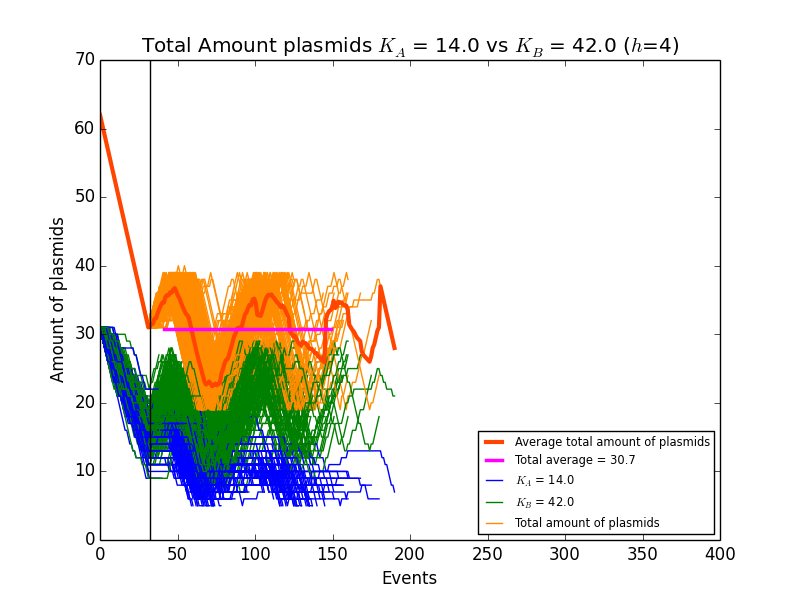 Total Amount plasmids K_A = 14.0 vs K_B = 42.0 (h=4)
70
60
50
40
30
20
10
0
Amount of plasmids
0 50 100 150 200 250 300 350 400
Events
Average total amount of plasmids
Total average = 30.7
K_A = 14.0
K_B = 42.0
Total amount of plasmids